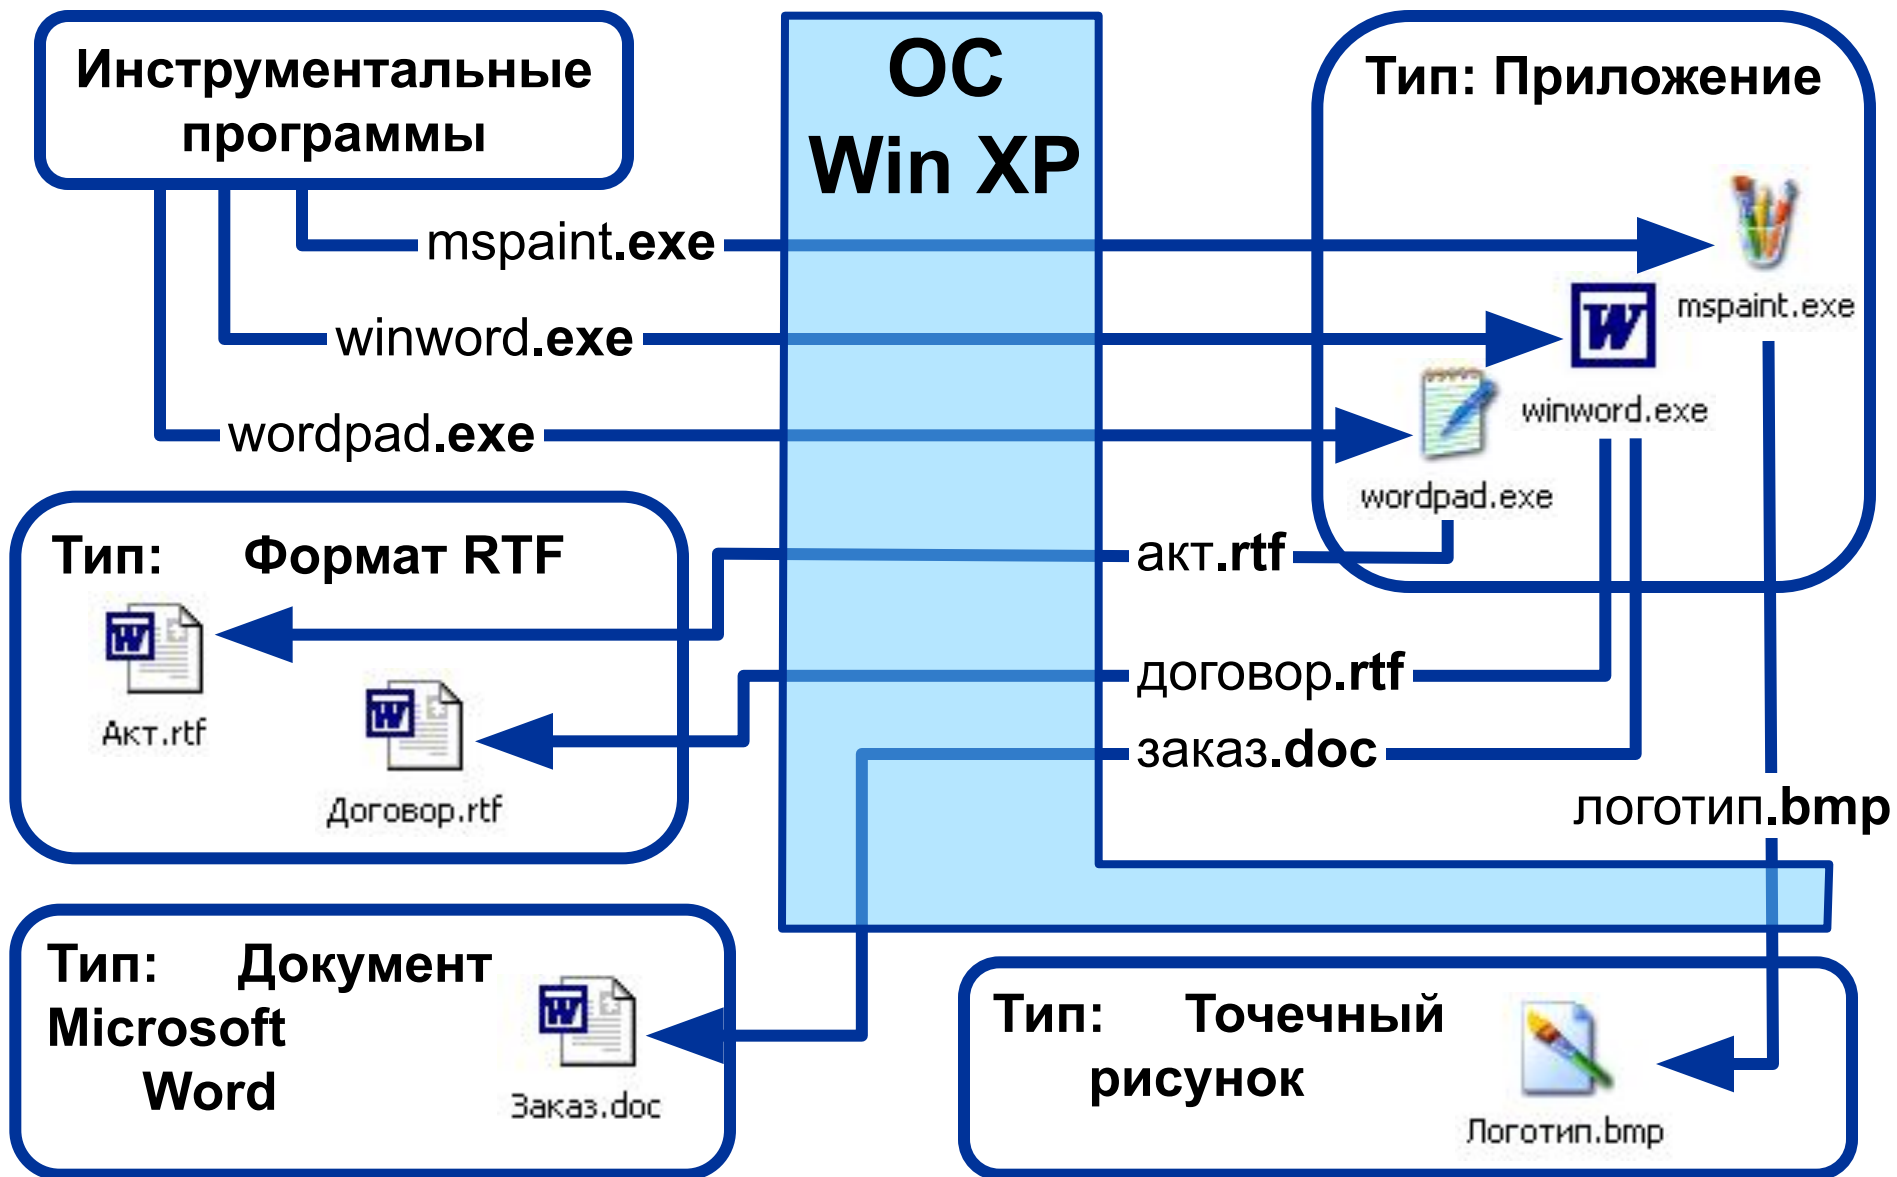 Инструментальные
программы
ОС
Win XP
Тип: Приложение
mspaint.exe
mspaint.exe
winword.exe
winword.exe
wordpad.exe
wordpad.exe
Тип: Формат RTF
акт.rtf
Акт.rtf
договор.rtf
Договор.rtf
заказ.doc
логотип.bmp
Тип: Документ
Microsoft
Word
Заказ.doc
Тип: Точечный
рисунок
Логотип.bmp